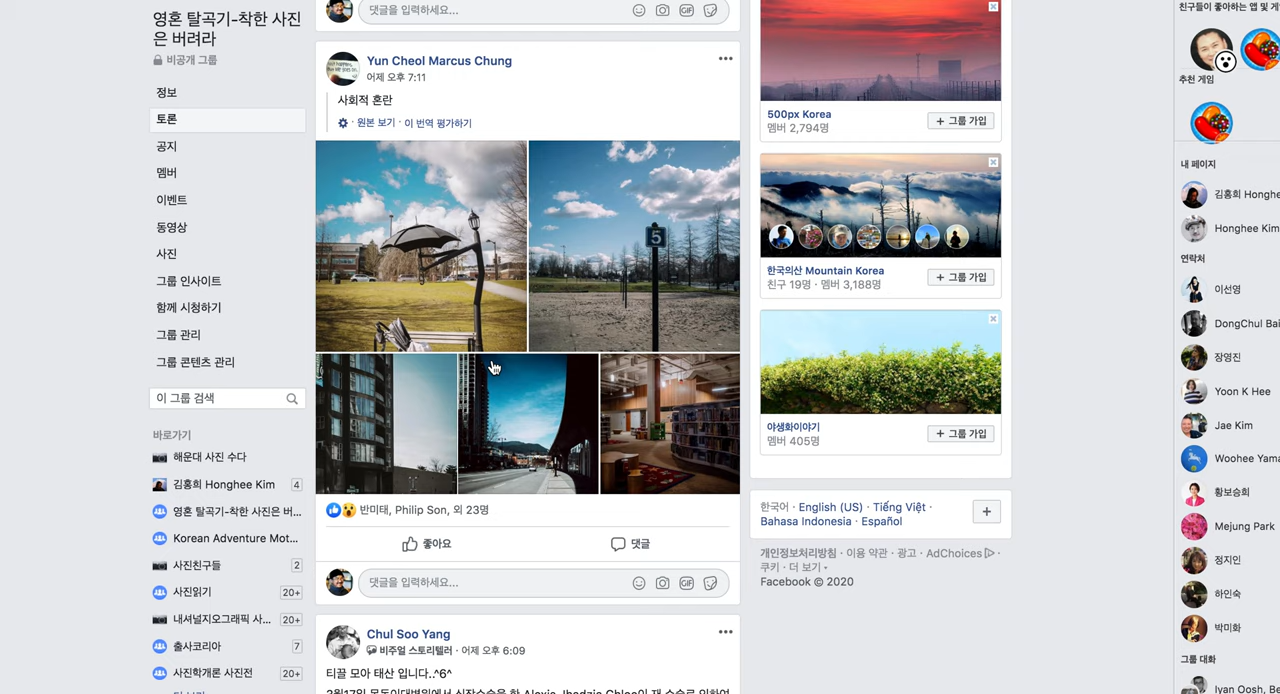 영혼 탈곡기-착한 사진
은 버려라
비공개 그룹
정보
토론
공지
멤버
이벤트
동영상
사진
그룹 인사이트
함께 시청하기
그룹 관리
그룹 콘텐츠 관리
이 그룹 검색
바로가기
해운대 사진 수다
김홍희 Honghee Kim 4
영혼 탈곡기-착한 사진은 버...
Korean Adventure Mot...
사진친구들 2
사진읽기 20+
내셔널지오그래픽 사... 20+
출사코리아 7
사진학개론 사진전 20+
댓글을 입력하세요...
GIF
Yun Cheol Marcus Chung
어제 오후 7:11
사회적 혼란
· 원본 보기 · 이 번역 평가하기
5
반미태, Philip Son, 외 23명
좋아요 댓글
댓글을 입력하세요...
GIF
Chul Soo Yang
비주얼 스토리텔러 · 어제 오후 6:09
티끌 모아 태산 입니다..^6^
500px Korea
멤버 2,794명
+ 그룹 가입
한국의산 Mountain Korea
친구 19명 · 멤버 3,188명
+ 그룹 가입
야생화이야기
멤버 405명
+ 그룹 가입
한국어 · English (US) · Tiếng Việt ·
Bahasa Indonesia · Español
+
개인정보처리방침 · 이용 약관 · 광고 · AdChoices ·
쿠키 · 더 보기
Facebook © 2020
친구들이 좋아하는 앱 및 게
추천 게임
내 페이지
김홍희 Honghe
Honghee Kim
연락처
이선영
DongChul Bai
장영진
Yoon K Hee
Jae Kim
Woohee Yama
황보승희
Mejung Park
정지인
하인숙
박미화
그룹 대화
Iyan Oosh, Be